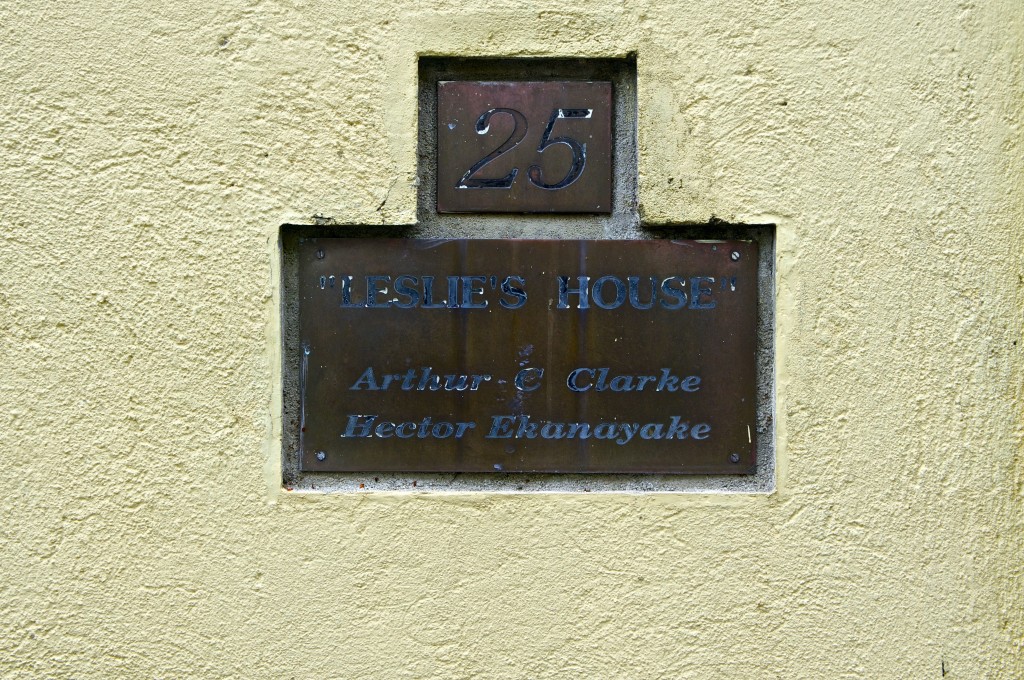 25
"LESLIE'S HOUSE"
Arthur C Clarke
Hector Ekanayake